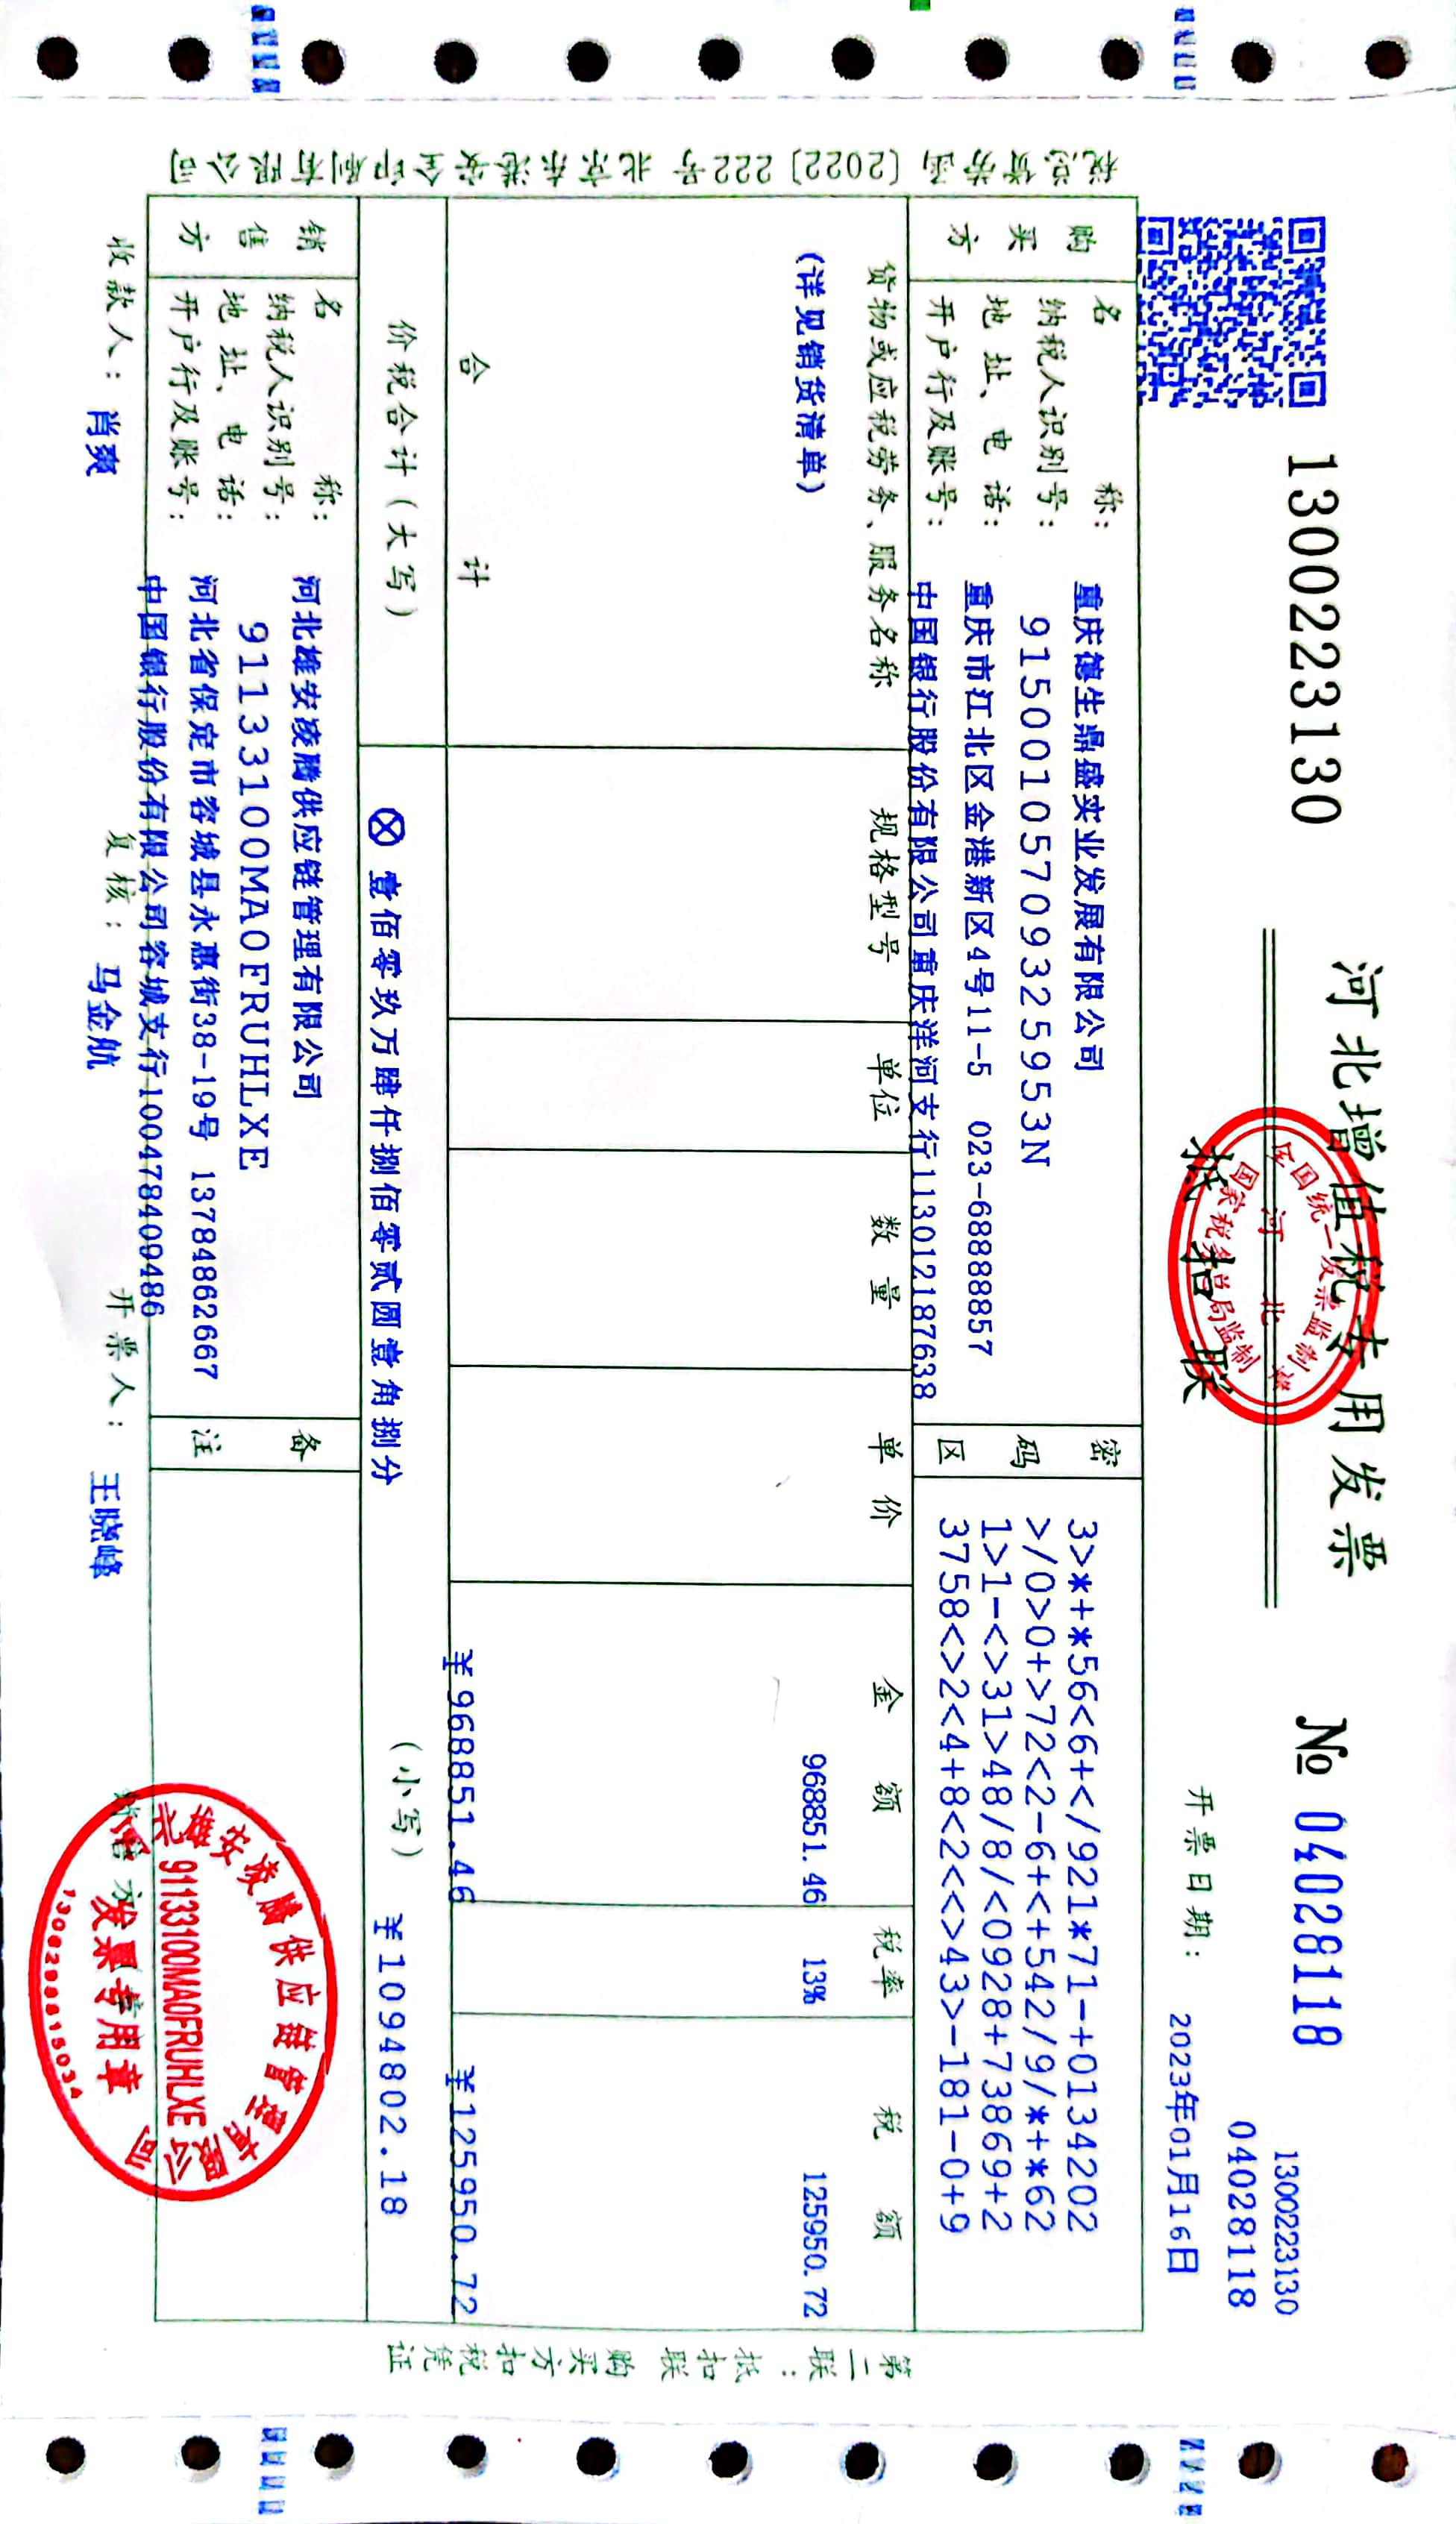 1300223130
河北增值税专用发票
抵扣联
全国统一发票监制章
河北
国家税务总局监制
№ 04028118
1300223130
04028118
开票日期: 2023年01月16日
税总货劳函〔2022〕222号 北京东港安全印刷有限公司
购买方
名称: 重庆德生鼎盛实业发展有限公司
纳税人识别号: 91500105709325953N
地址、电话: 重庆市江北区金港新区4号11-5 023-68888857
开户行及账号: 中国银行股份有限公司重庆洋河支行113012187638
密码区
3>*+*56<6+</921*71-+0134202
>/0>0+>72<2-6+<+542/9/*+*62
1>1-<>31>48/8/<0928+73869+2
3758<>2<4+8<2<<>43>-181-0+9
货物或应税劳务、服务名称 规格型号 单位 数量 单价 金额 税率 税额
(详见销货清单) 968851.46 13% 125950.72
合计 ¥968851.46 ¥125950.72
价税合计(大写) ⊗壹佰零玖万肆仟捌佰零贰圆壹角捌分 (小写) ¥1094802.18
销售方
名称: 河北雄安凌腾供应链管理有限公司
纳税人识别号: 91133100MA0FRUHLXE
地址、电话: 河北省保定市容城县永惠街38-19号 13784862667
开户行及账号: 中国银行股份有限公司容城支行100478409486
备注
收款人: 肖爽 复核: 马金航 开票人: 王晓峰
河北雄安凌腾供应链管理有限公司
91133100MA0FRUHLXE
发票专用章
第二联:抵扣联 购买方扣税凭证